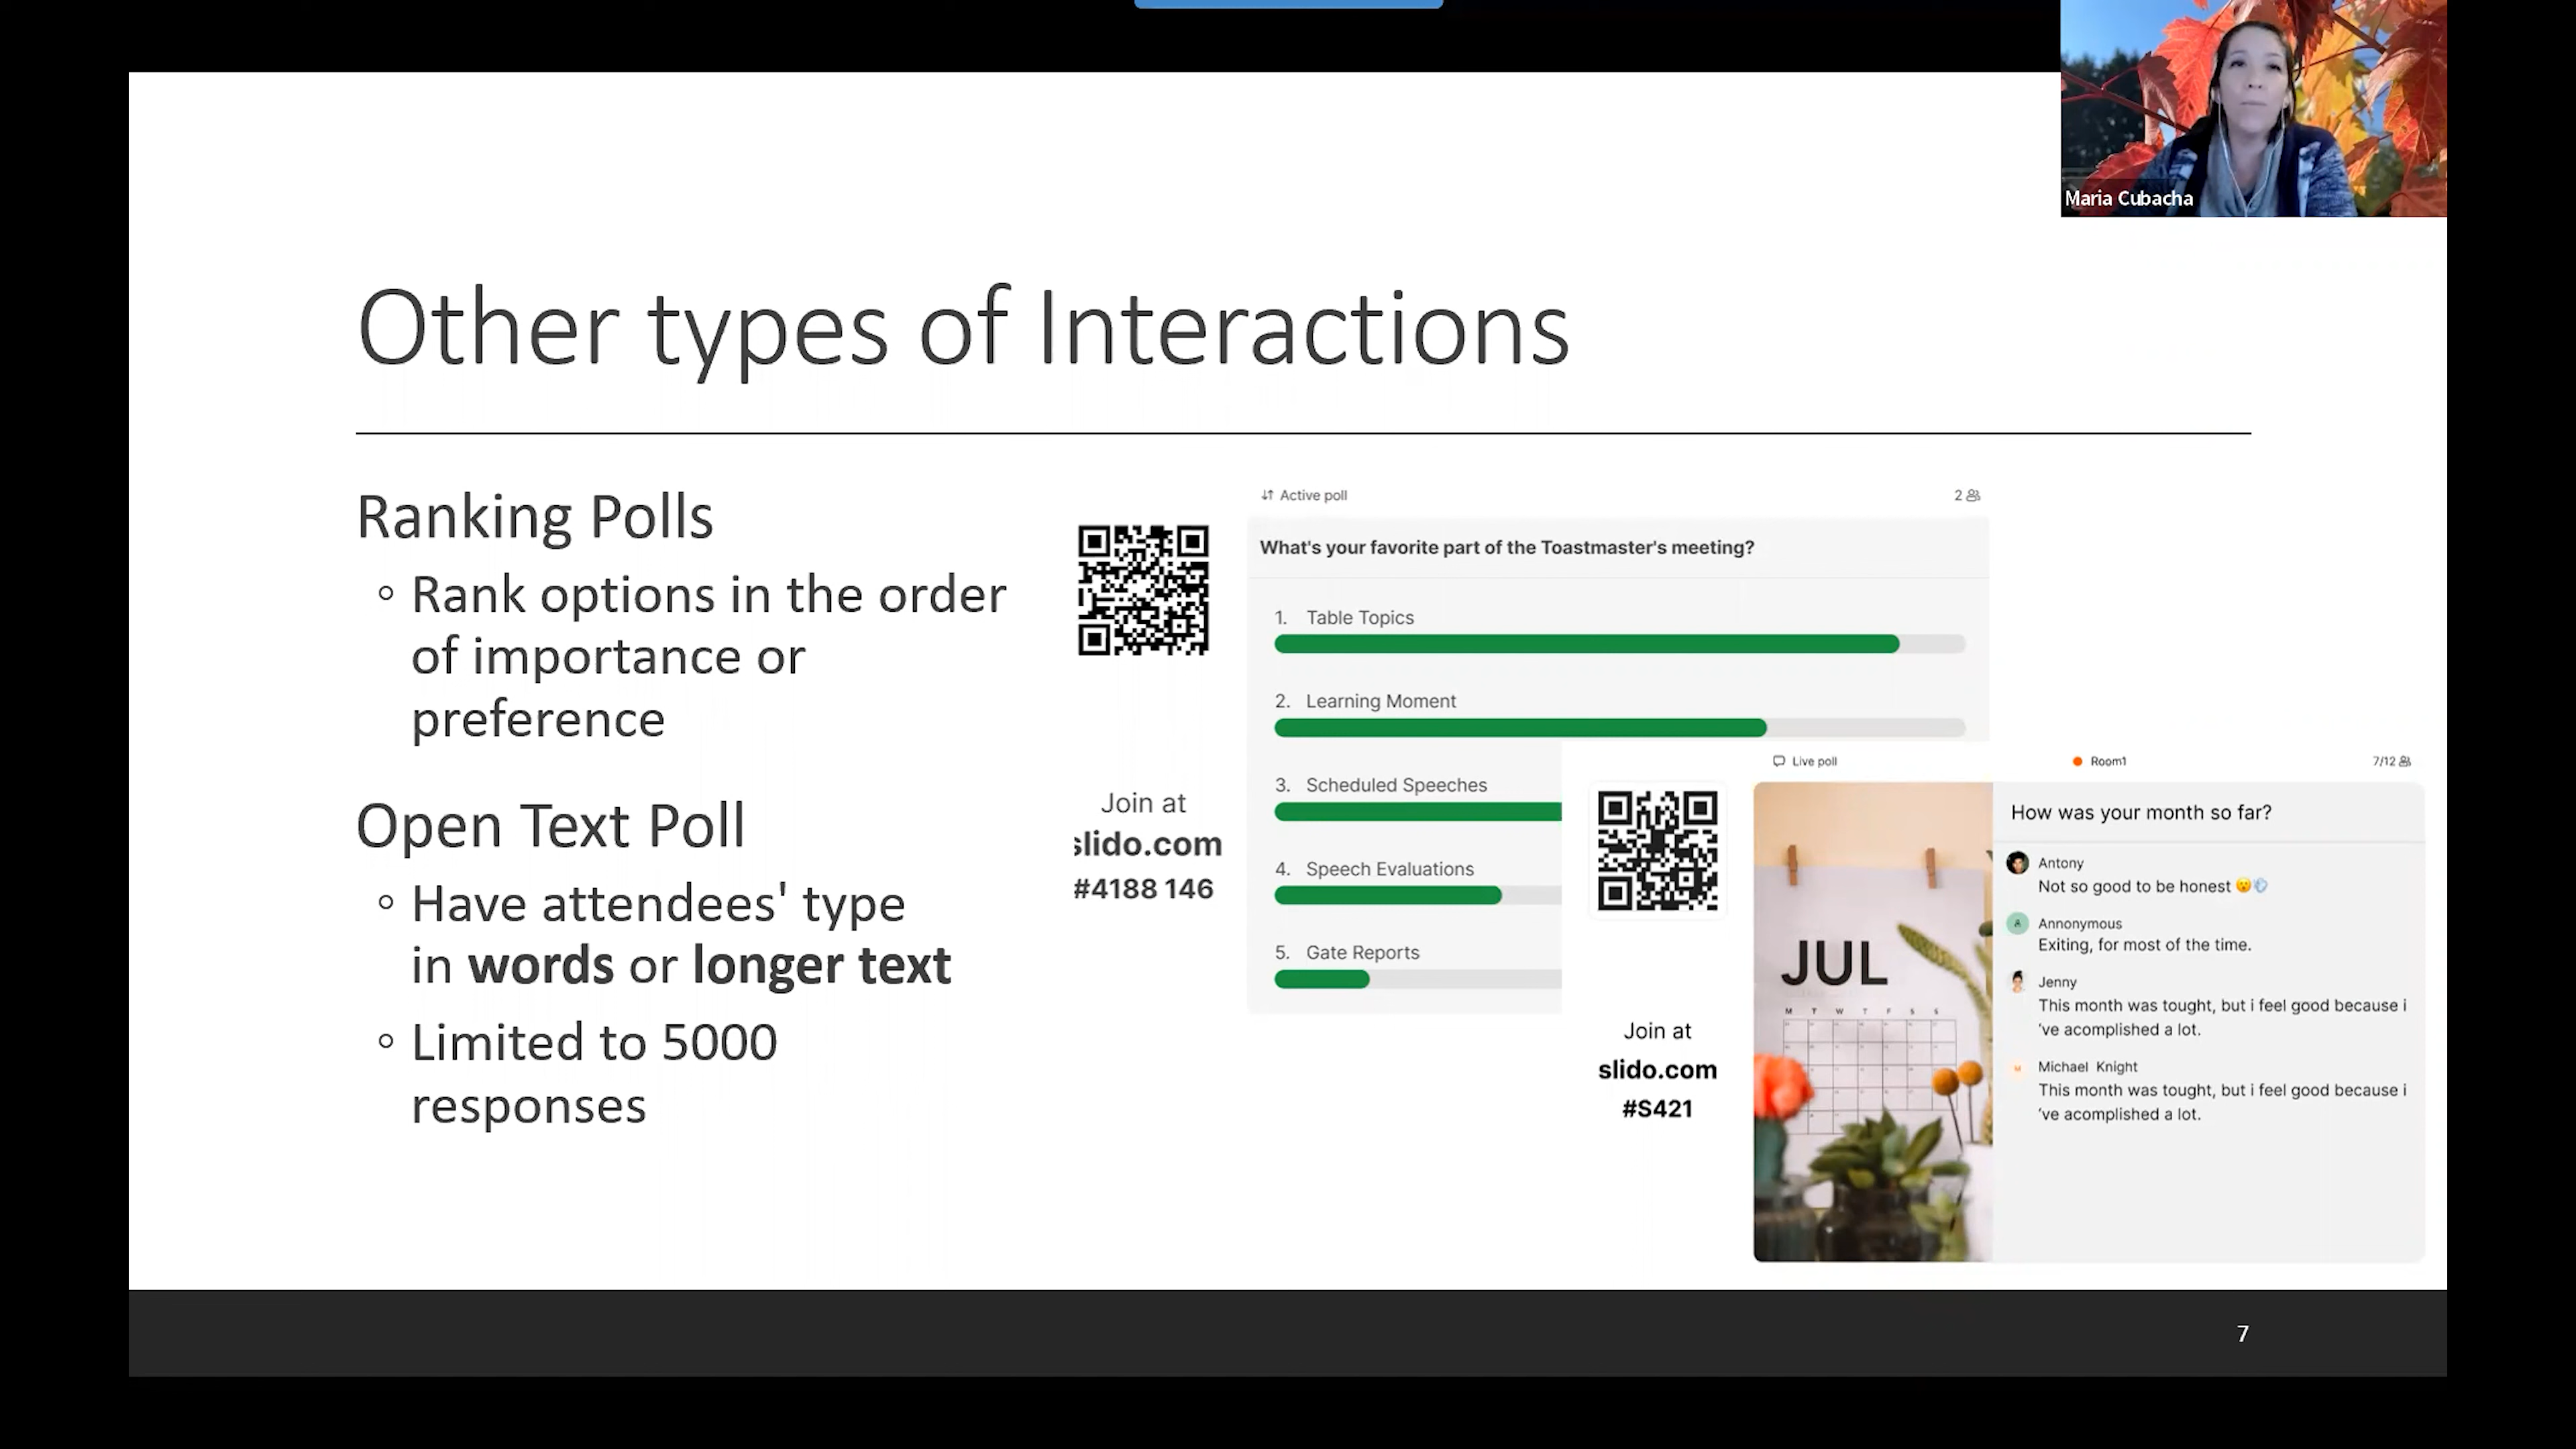 Maria Cubacha
Other types of Interactions
Ranking Polls
Rank options in the order
of importance or
preference
Open Text Poll
Have attendees' type
in words or longer text
Limited to 5000
responses
Join at
slido.com
#4188 146
Active poll
2
What's your favorite part of the Toastmaster's meeting?
1. Table Topics
2. Learning Moment
3. Scheduled Speeches
4. Speech Evaluations
5. Gate Reports
Join at
slido.com
#S421
Live poll
Room1
7/12
JUL
M T W T F S S
How was your month so far?
Antony
Not so good to be honest 😮💨
Annonymous
Exiting, for most of the time.
Jenny
This month was tought, but i feel good because i
've acomplished a lot.
Michael Knight
This month was tought, but i feel good because i
've acomplished a lot.
7